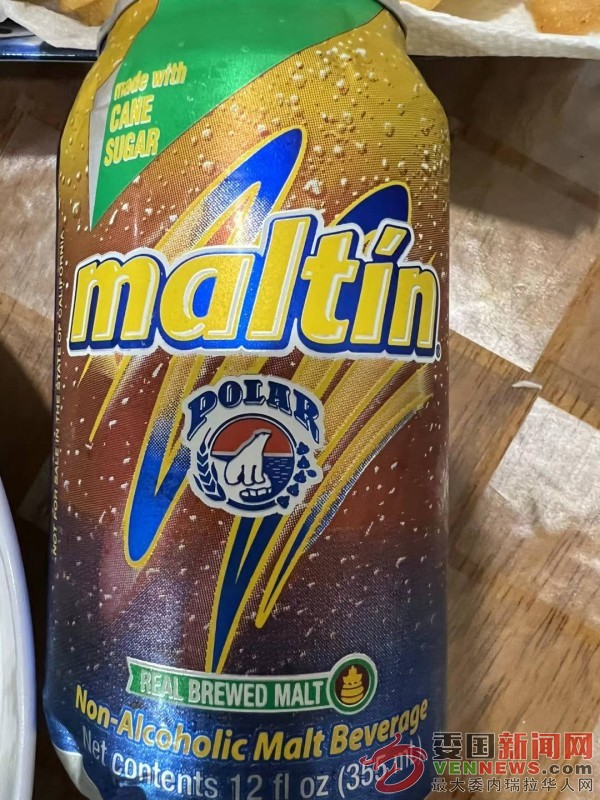 made with
CANE
SUGAR
maltín
POLAR
NOT FOR SALE IN THE STATE OF CALIFORNIA
REAL BREWED MALT
Non-Alcoholic Malt Beverage
Net contents 12 fl oz (355 ml)
委国新闻网
VENNEWS.com
最大委内瑞拉华人网